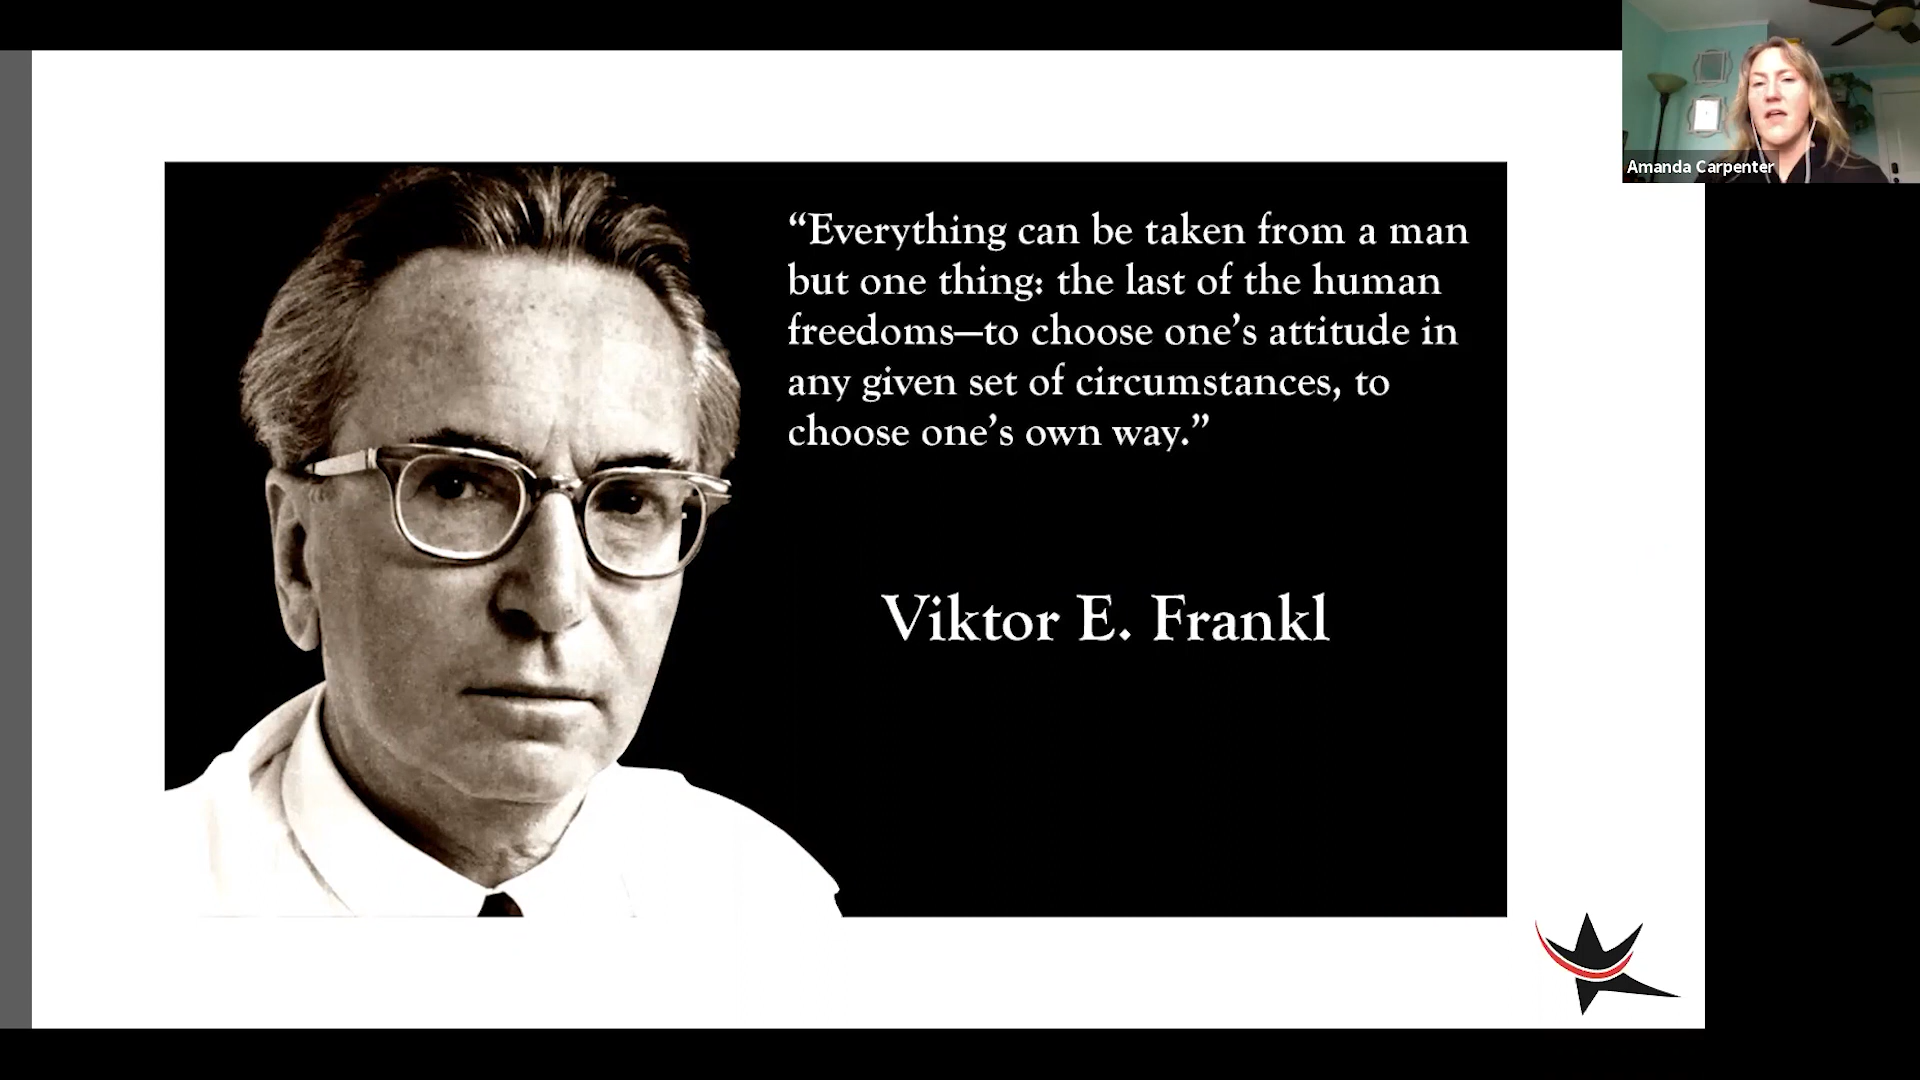 Amanda Carpenter
“Everything can be taken from a man
but one thing: the last of the human
freedoms—to choose one’s attitude in
any given set of circumstances, to
choose one’s own way.”
Viktor E. Frankl